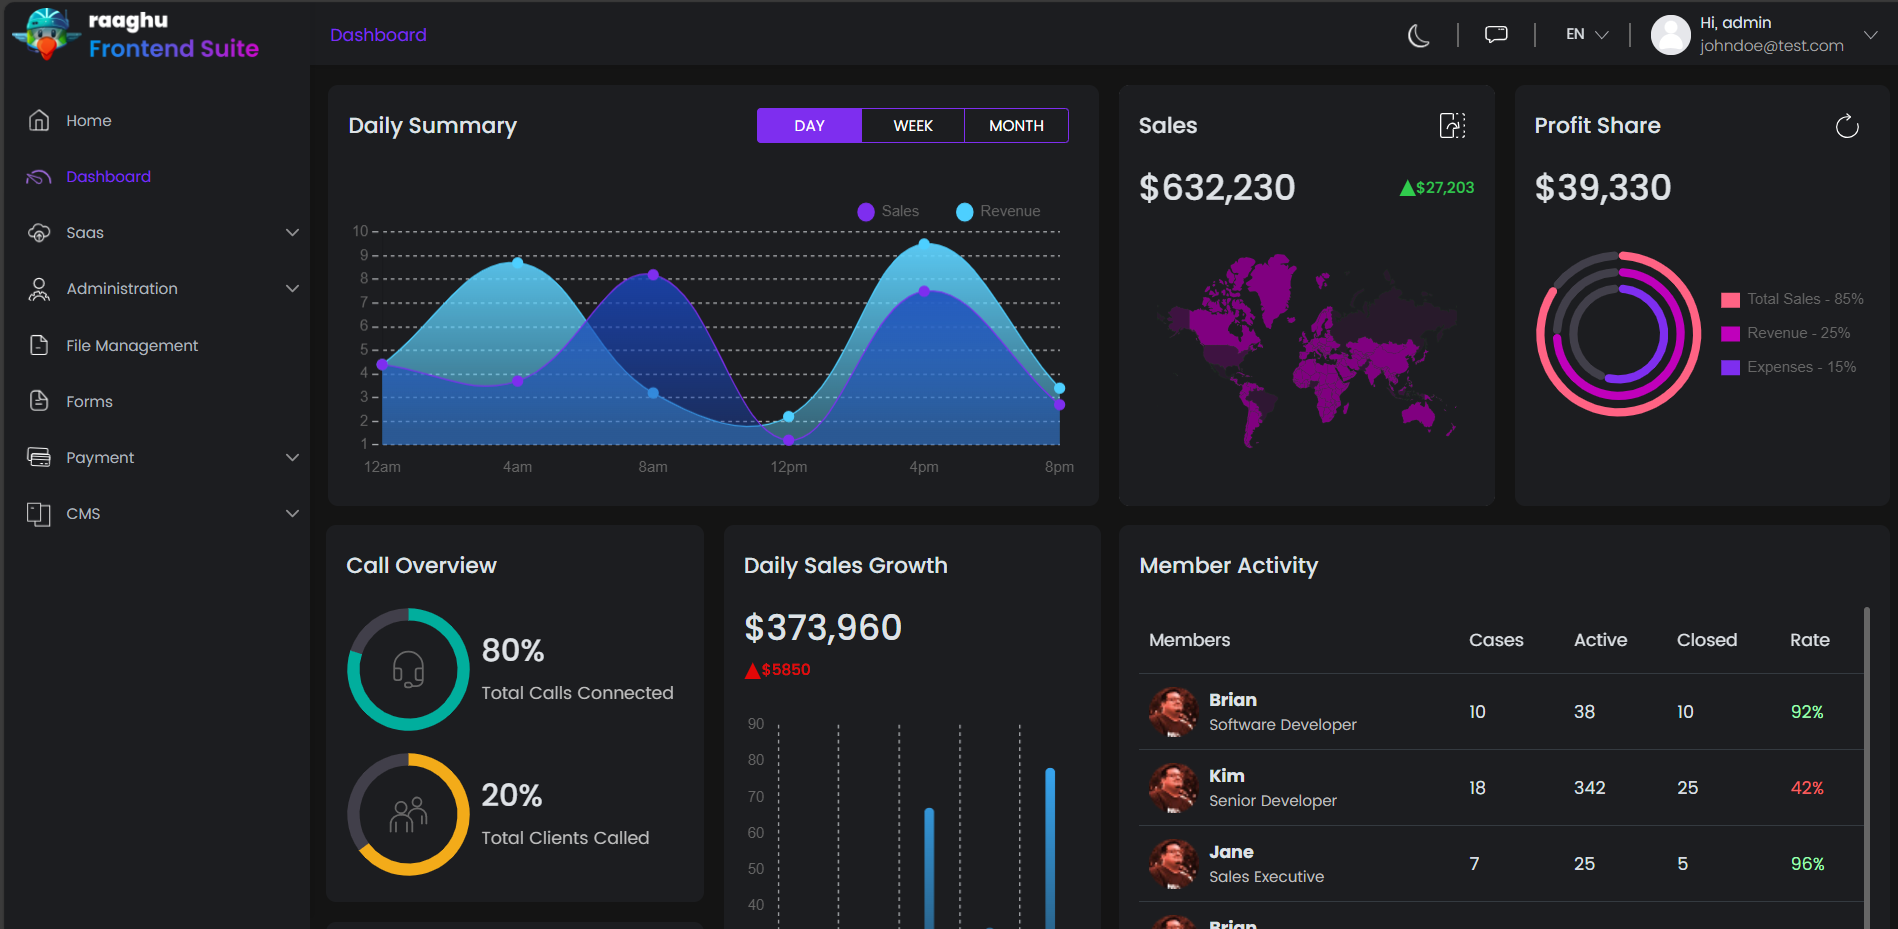 raaghu
Frontend Suite
Dashboard
EN
Hi, admin
johndoe@test.com
Home
Dashboard
Saas
Administration
File Management
Forms
Payment
CMS
Daily Summary
DAY WEEK MONTH
Sales Revenue
10
9
8
7
6
5
4
3
2
1
12am 4am 8am 12pm 4pm 8pm
Sales
$632,230
▲$27,203
Profit Share
$39,330
Total Sales - 85%
Revenue - 25%
Expenses - 15%
Call Overview
80%
Total Calls Connected
20%
Total Clients Called
Daily Sales Growth
$373,960
▲$5850
90
80
70
60
50
40
Member Activity
Members Cases Active Closed Rate
Brian
Software Developer
10 38 10 92%
Kim
Senior Developer
18 342 25 42%
Jane
Sales Executive
7 25 5 96%
Brian